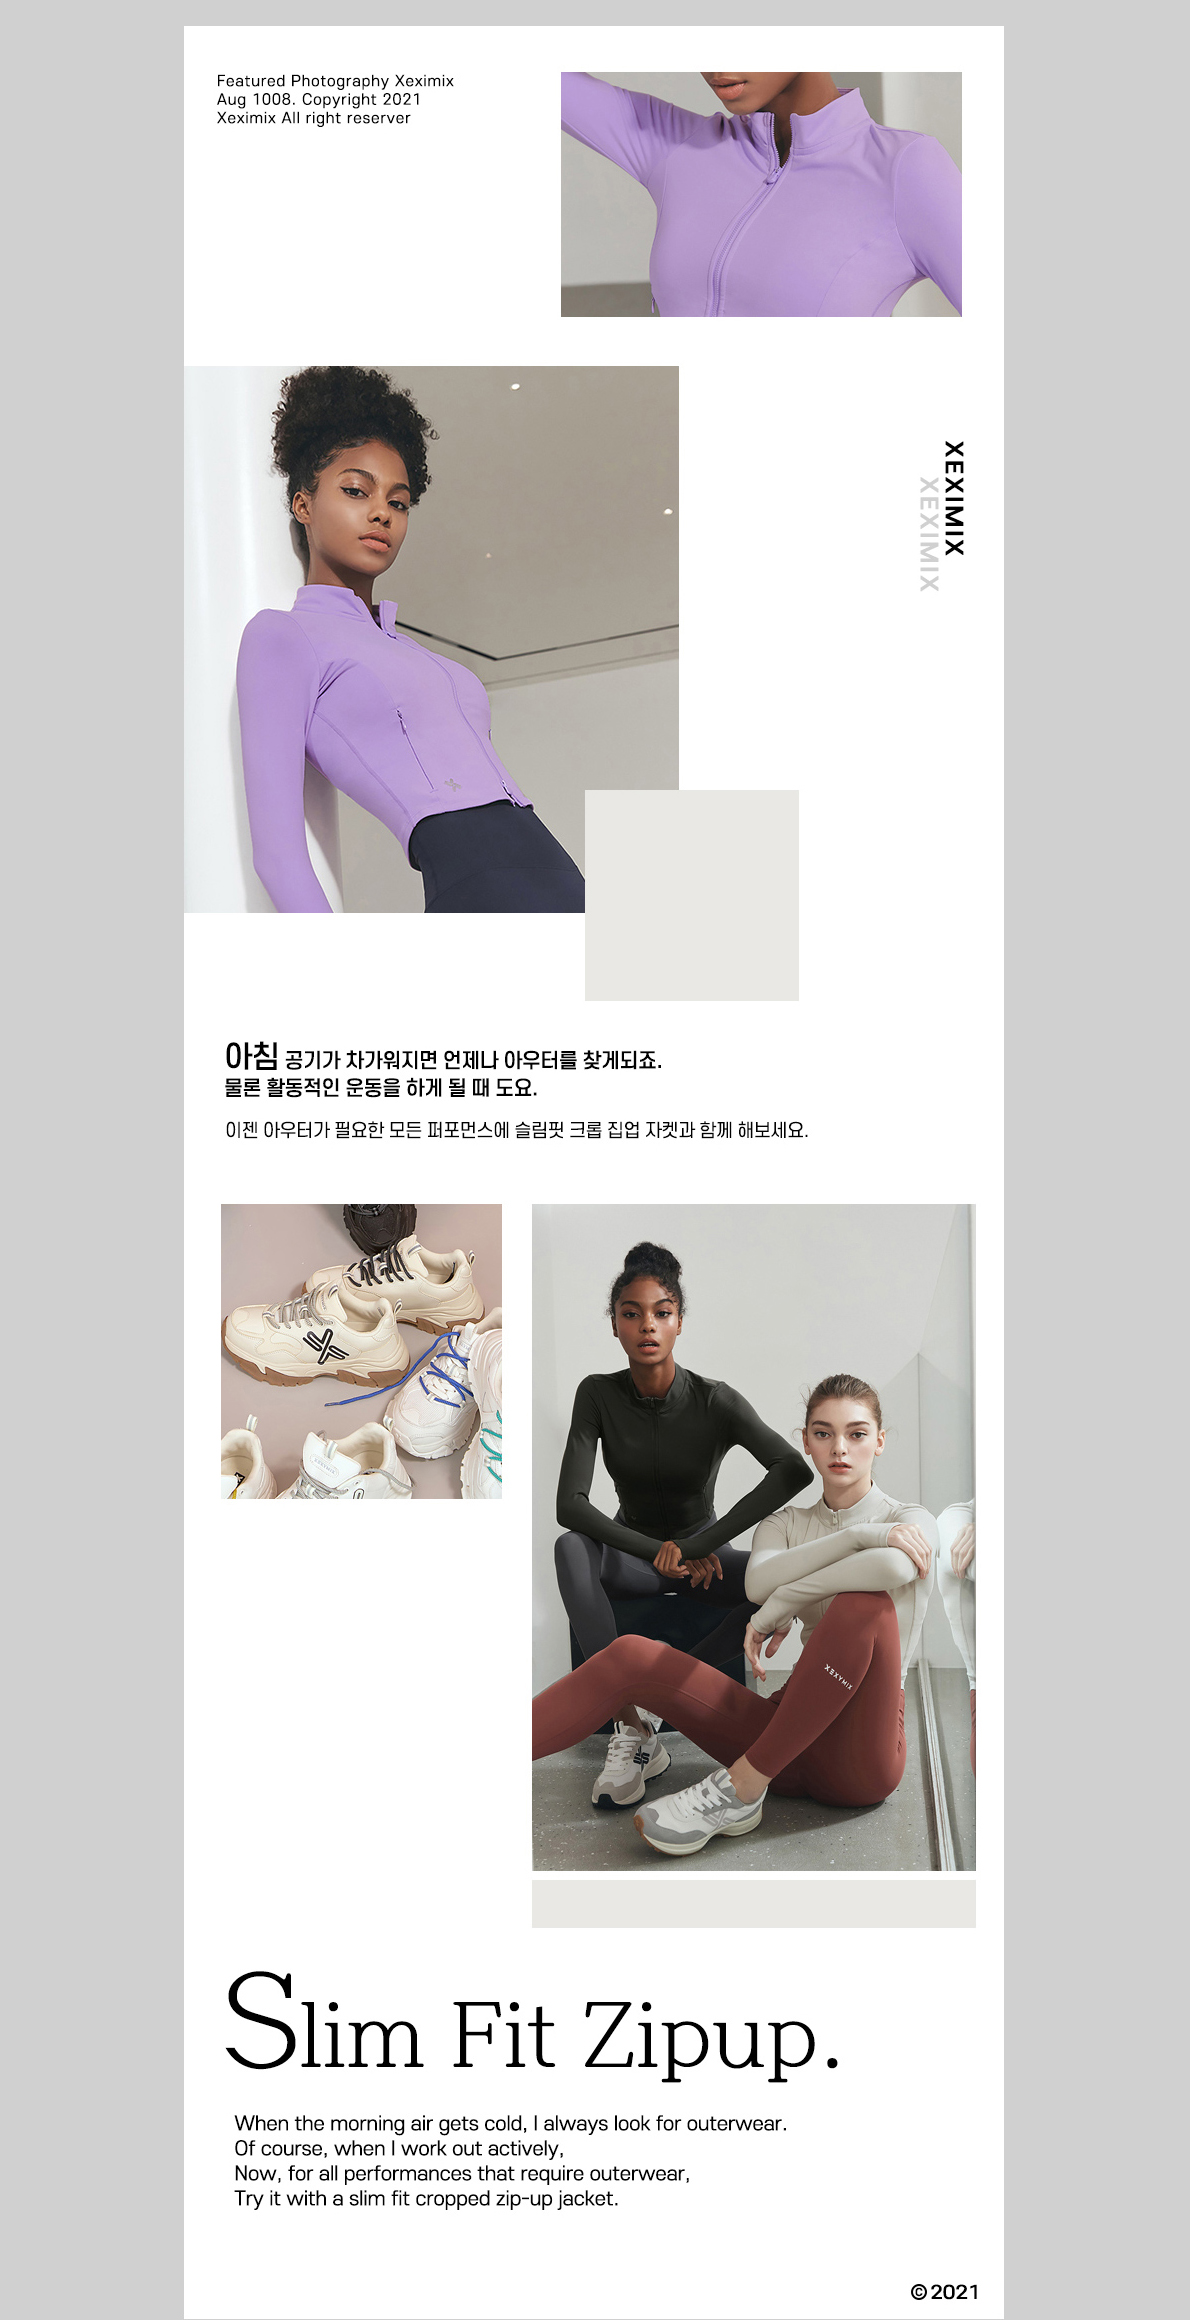 Featured Photography Xeximix
Aug 1008. Copyright 2021
Xeximix All right reserver
XEXIMIX
XEXIMIX
아침 공기가 차가워지면 언제나 아우터를 찾게되죠.
물론 활동적인 운동을 하게 될 때 도요.
이젠 아우터가 필요한 모든 퍼포먼스에 슬림핏 크롭 집업 자켓과 함께 해보세요.
XEXYMIX
Slim Fit Zipup.
When the morning air gets cold, I always look for outerwear.
Of course, when I work out actively,
Now, for all performances that require outerwear,
Try it with a slim fit cropped zip-up jacket.
©2021